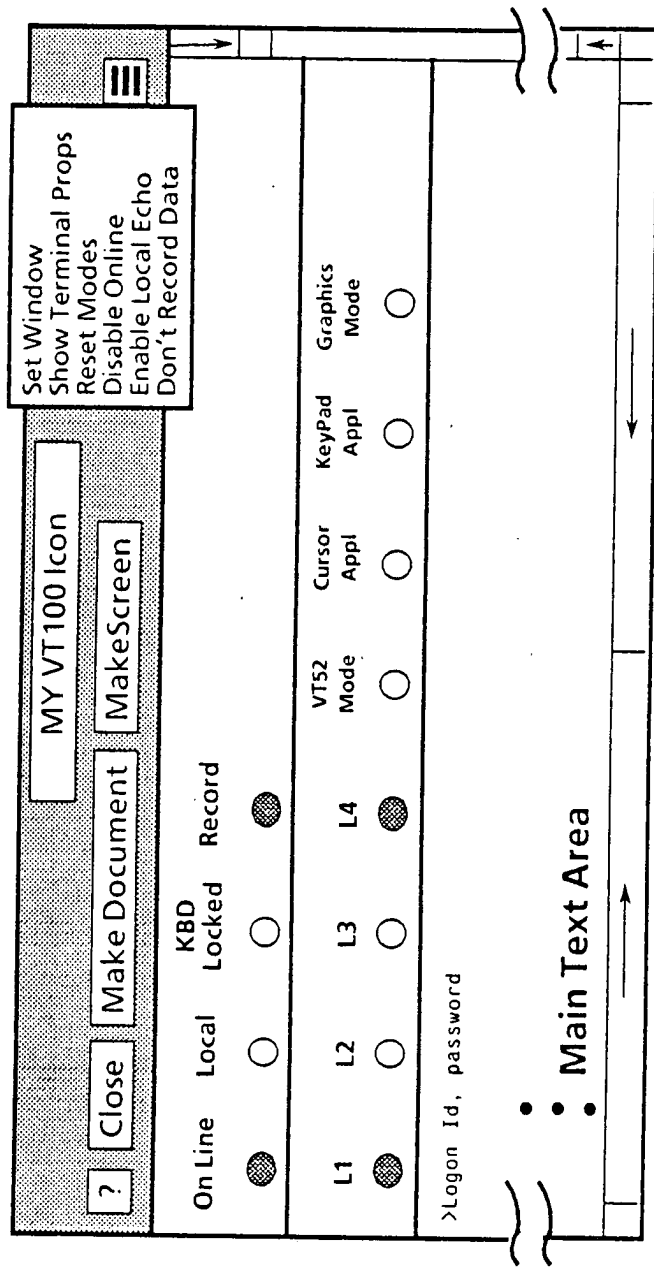 MY VT100 Icon
? Close Make Document MakeScreen
Set Window
Show Terminal Props
Reset Modes
Disable Online
Enable Local Echo
Don't Record Data
On Line Local KBD Locked Record
L1 L2 L3 L4 VT52 Mode Cursor Appl KeyPad Appl Graphics Mode
>Logon Id, password
Main Text Area